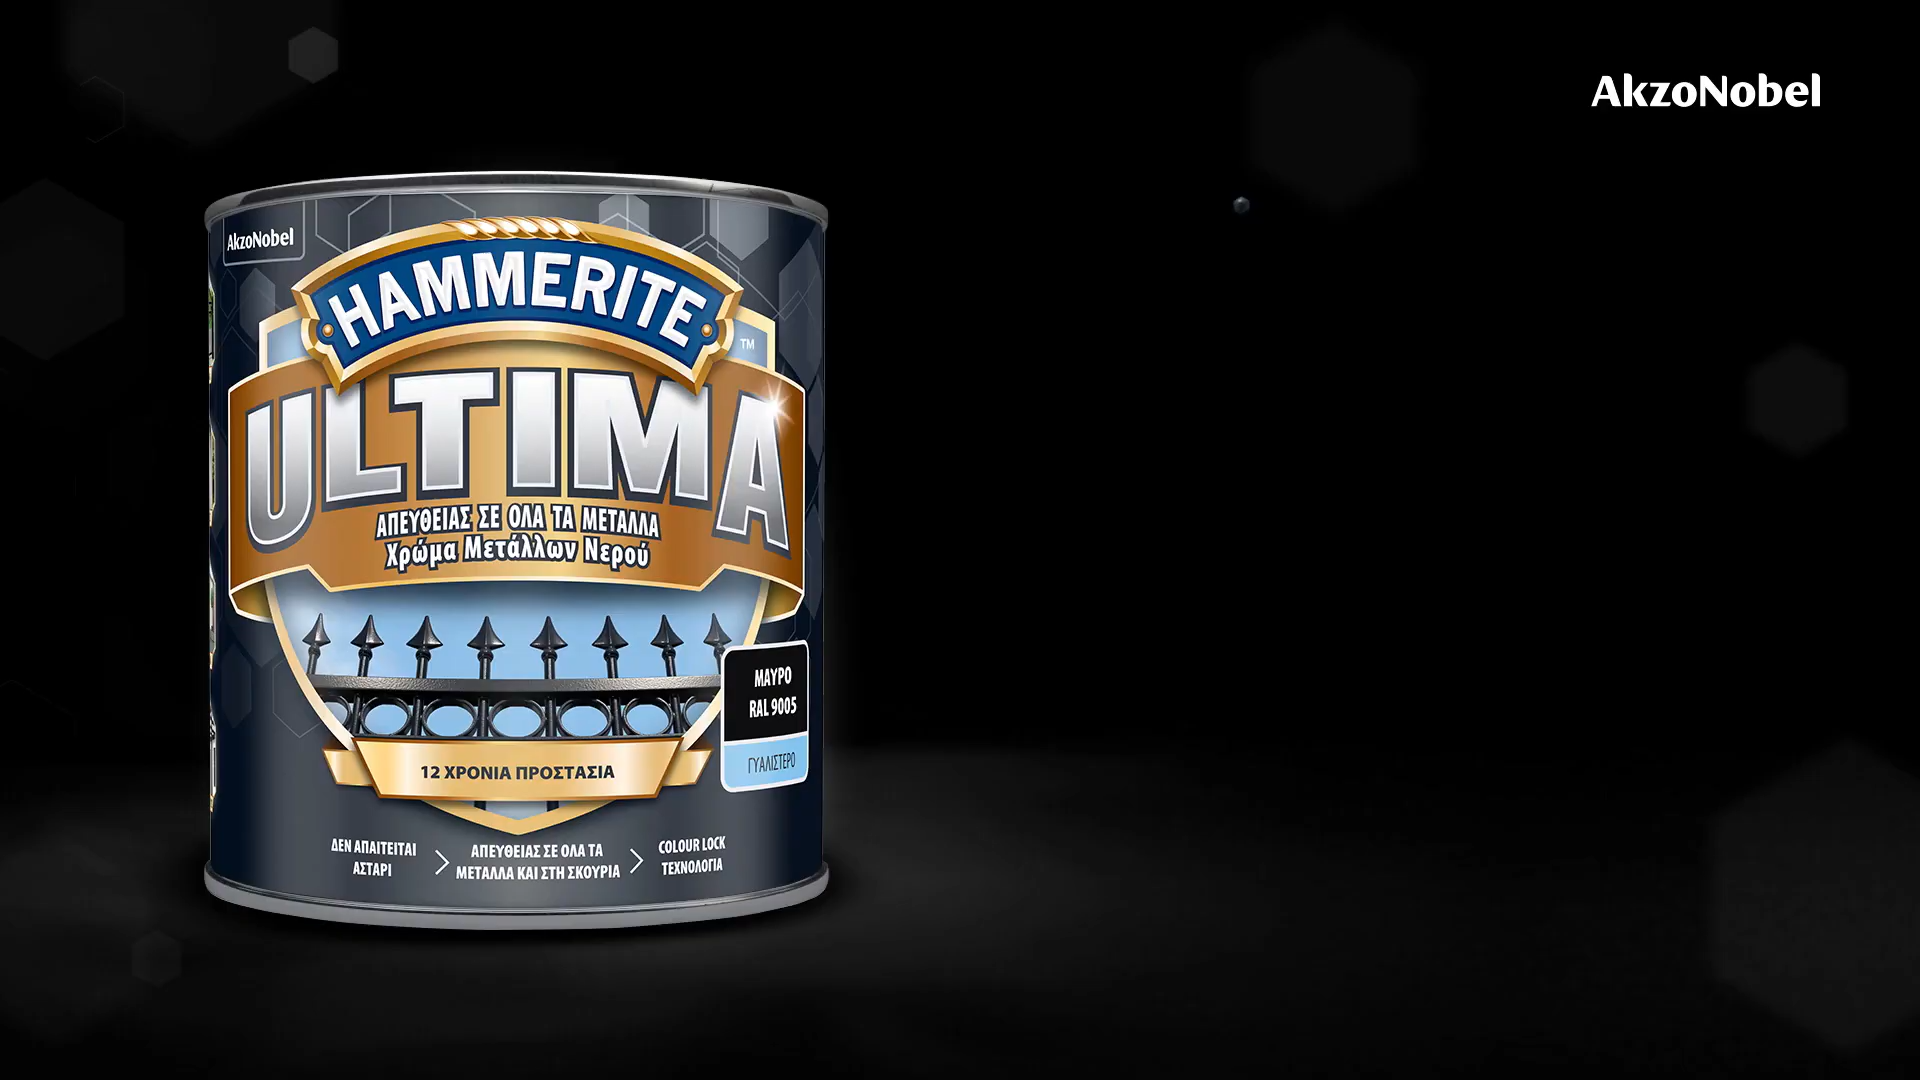 AkzoNobel
AkzoNobel
HAMMERITE
TM
ULTIMA
ΑΠΕΥΘΕΙΑΣ ΣΕ ΟΛΑ ΤΑ ΜΕΤΑΛΛΑ
Χρώμα Μετάλλων Νερού
ΜΑΥΡΟ
RAL 9005
ΓΥΑΛΙΣΤΕΡΟ
12 ΧΡΟΝΙΑ ΠΡΟΣΤΑΣΙΑ
ΔΕΝ ΑΠΑΙΤΕΙΤΑΙ
ΑΣΤΑΡΙ
ΑΠΕΥΘΕΙΑΣ ΣΕ ΟΛΑ ΤΑ
ΜΕΤΑΛΛΑ ΚΑΙ ΣΤΗ ΣΚΟΥΡΙΑ
COLOUR LOCK
ΤΕΧΝΟΛΟΓΙΑ